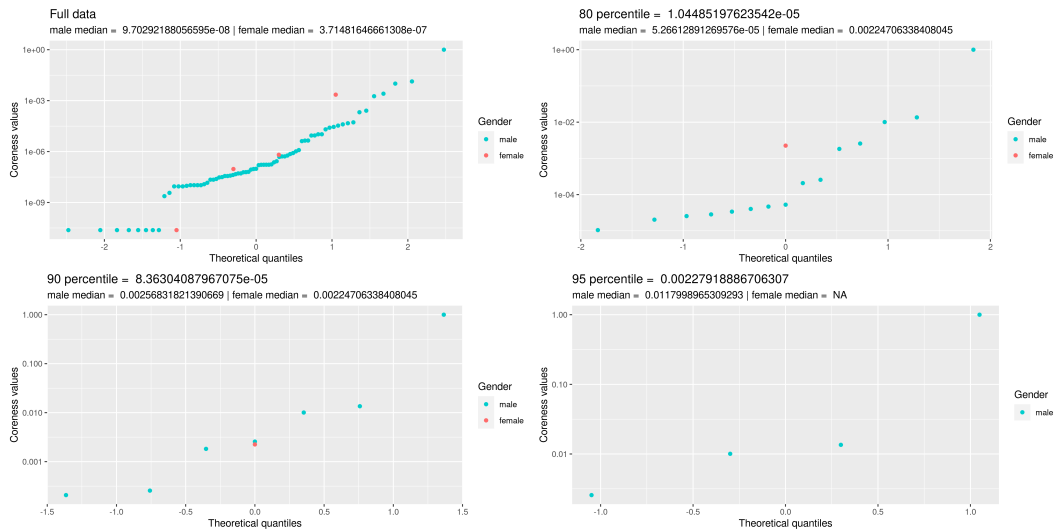 Full data
male median = 9.70292188056595e-08 | female median = 3.71481646661308e-07
1e+00
1e-03
1e-06
1e-09
Coreness values
-2
-1
0
1
2
Theoretical quantiles
Gender
male
female
80 percentile = 1.04485197623542e-05
male median = 5.26612891269576e-05 | female median = 0.00224706338408045
1e+00
1e-02
1e-04
Coreness values
-2
-1
0
1
2
Theoretical quantiles
Gender
male
female
90 percentile = 8.36304087967075e-05
male median = 0.00256831821390669 | female median = 0.00224706338408045
1.000
0.100
0.010
0.001
Coreness values
-1.5
-1.0
-0.5
0.0
0.5
1.0
1.5
Theoretical quantiles
Gender
male
female
95 percentile = 0.00227918886706307
male median = 0.0117998965309293 | female median = NA
1.00
0.10
0.01
Coreness values
-1.0
-0.5
0.0
0.5
1.0
Theoretical quantiles
Gender
male